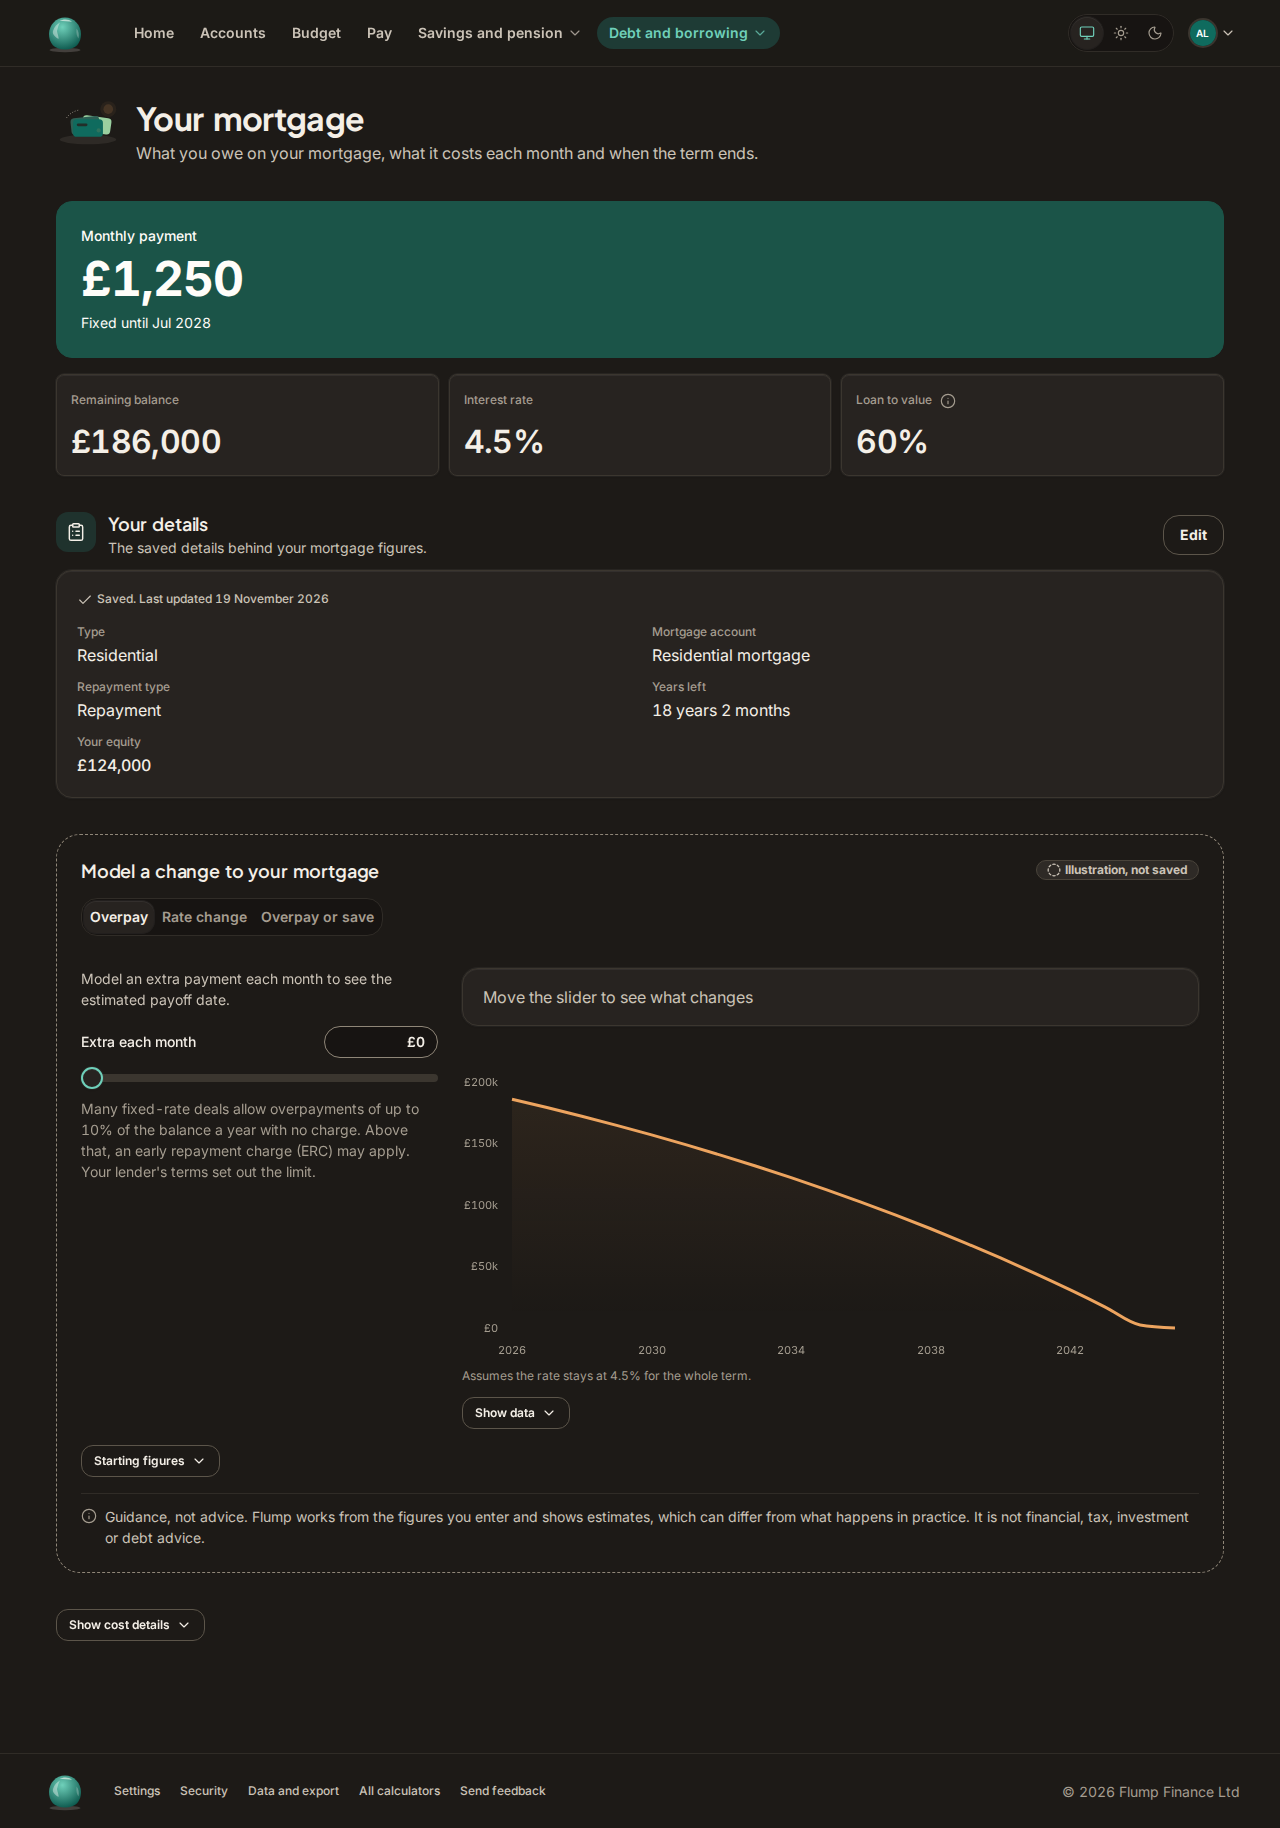 Home Accounts Budget Pay Savings and pension Debt and borrowing AL
Your mortgage
What you owe on your mortgage, what it costs each month and when the term ends.
Monthly payment
£1,250
Fixed until Jul 2028
Remaining balance
£186,000
Interest rate
4.5%
Loan to value
60%
Your details
The saved details behind your mortgage figures.
Edit
Saved. Last updated 19 November 2026
Type
Residential
Mortgage account
Residential mortgage
Repayment type
Repayment
Years left
18 years 2 months
Your equity
£124,000
Model a change to your mortgage
Illustration, not saved
Overpay Rate change Overpay or save
Model an extra payment each month to see the
estimated payoff date.
Extra each month £0
Many fixed-rate deals allow overpayments of up to
10% of the balance a year with no charge. Above
that, an early repayment charge (ERC) may apply.
Your lender's terms set out the limit.
Move the slider to see what changes
£200k
£150k
£100k
£50k
£0
2026 2030 2034 2038 2042
Assumes the rate stays at 4.5% for the whole term.
Show data
Starting figures
Guidance, not advice. Flump works from the figures you enter and shows estimates, which can differ from what happens in practice. It is not financial, tax, investment
or debt advice.
Show cost details
Settings Security Data and export All calculators Send feedback
© 2026 Flump Finance Ltd